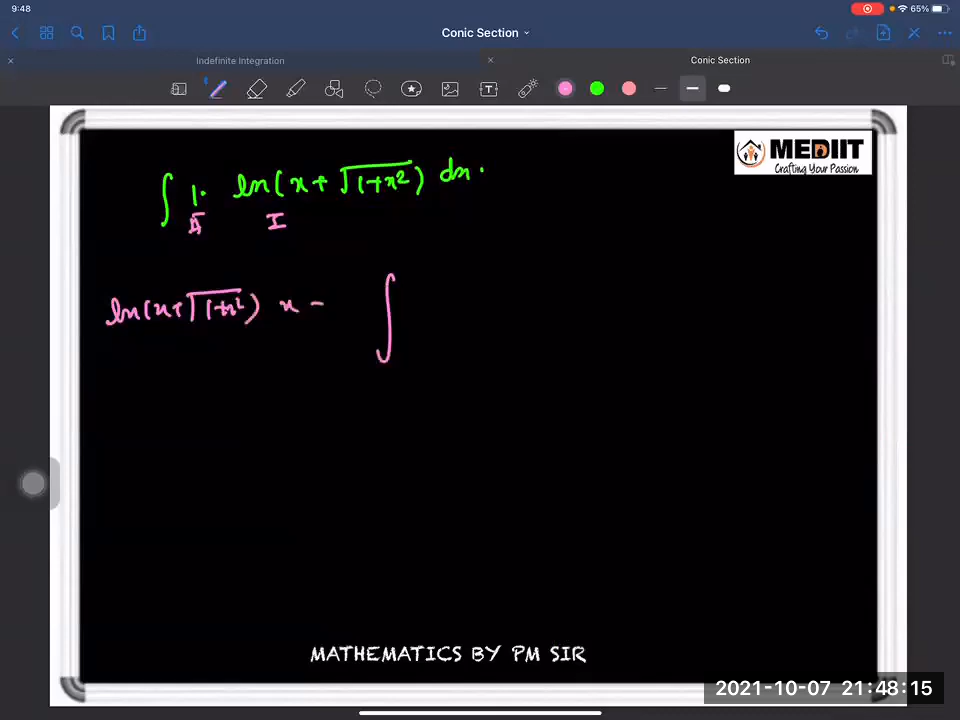 9:48
65%
Conic Section
Indefinite Integration
Conic Section
MEDIIT
Crafting Your Passion
∫ 1. ln(x+√(1+x²)) dx.
II I
ln(x+√(1+x²)) x - ∫
MATHEMATICS BY PM SIR
2021-10-07 21:48:15